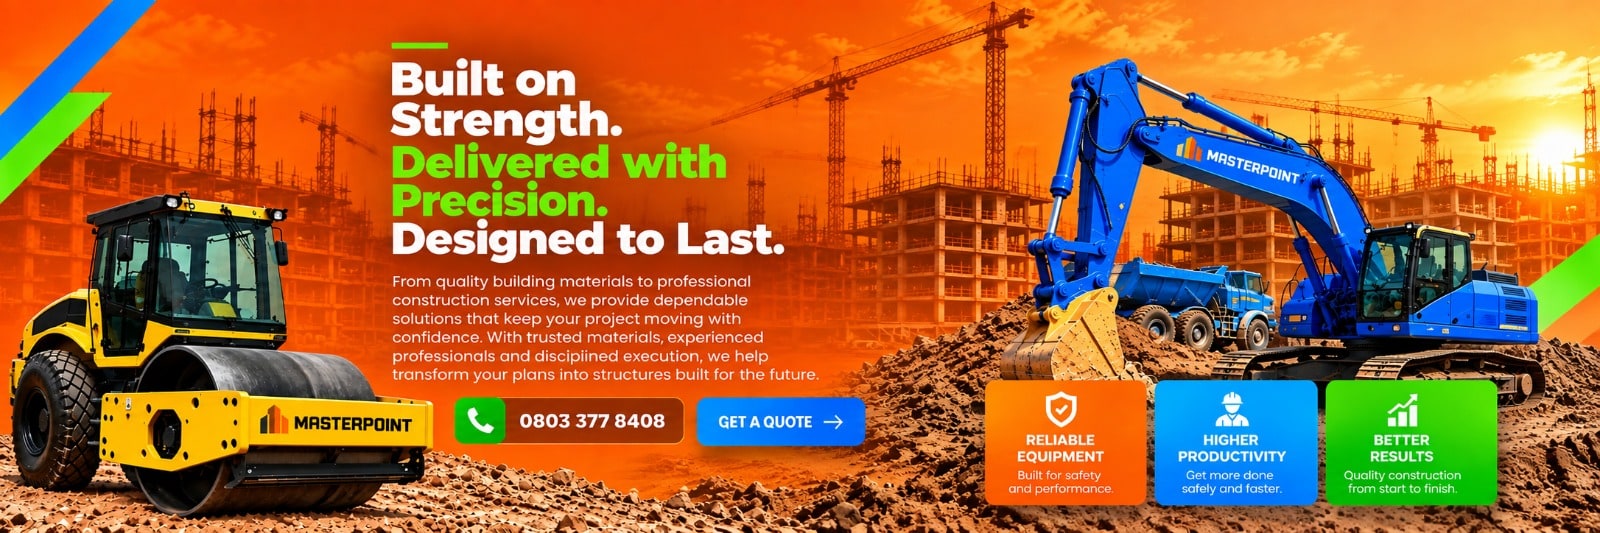 Built on
Strength.
Delivered with
Precision.
Designed to Last.
From quality building materials to professional
construction services, we provide dependable
solutions that keep your project moving with
confidence. With trusted materials, experienced
professionals and disciplined execution, we help
transform your plans into structures built for the future.
0803 377 8408
GET A QUOTE
MASTERPOINT
MASTERPOINT
RELIABLE
EQUIPMENT
Built for safety
and performance.
HIGHER
PRODUCTIVITY
Get more done
safely and faster.
BETTER
RESULTS
Quality construction
from start to finish.